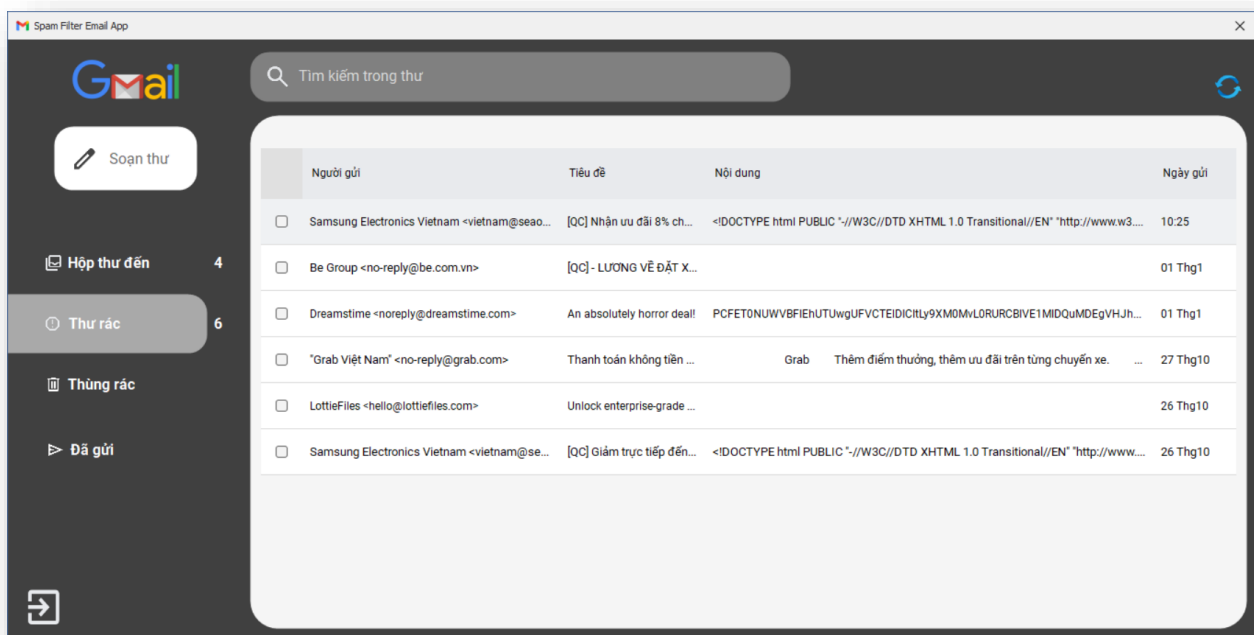 Spam Filter Email App
Gmail
Tìm kiếm trong thư
Soạn thư
Hộp thư đến 4
Thư rác 6
Thùng rác
Đã gửi
Người gửi Tiêu đề Nội dung Ngày gửi
Samsung Electronics Vietnam <vietnam@seao... [QC] Nhận ưu đãi 8% ch... <!DOCTYPE html PUBLIC "-//W3C//DTD XHTML 1.0 Transitional//EN" "http://www.w3.... 10:25
Be Group <no-reply@be.com.vn> [QC] - LƯƠNG VỀ ĐẶT X... 01 Thg1
Dreamstime <noreply@dreamstime.com> An absolutely horror deal! PCFET0NUWVBFIEhUTUwgUFVCTElDICItLy9XM0MvL0RURCBIVE1MIDQuMDEgVHJh... 01 Thg1
"Grab Việt Nam" <no-reply@grab.com> Thanh toán không tiền ... Grab Thêm điểm thưởng, thêm ưu đãi trên từng chuyến xe. ... 27 Thg10
LottieFiles <hello@lottiefiles.com> Unlock enterprise-grade ... 26 Thg10
Samsung Electronics Vietnam <vietnam@se... [QC] Giảm trực tiếp đến... <!DOCTYPE html PUBLIC "-//W3C//DTD XHTML 1.0 Transitional//EN" "http://www.... 26 Thg10